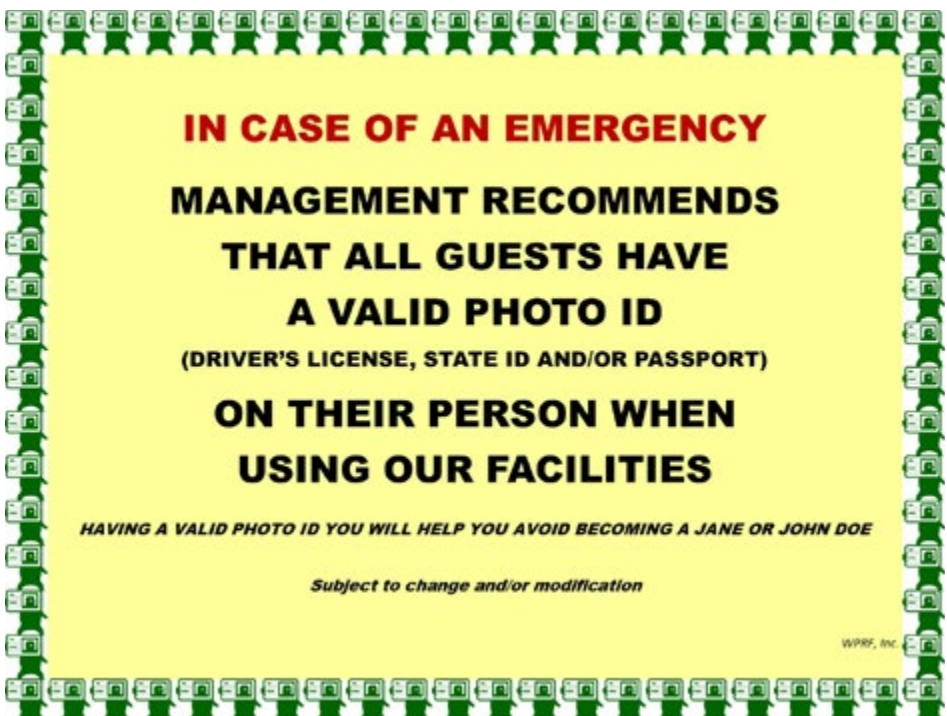 IN CASE OF AN EMERGENCY
MANAGEMENT RECOMMENDS
THAT ALL GUESTS HAVE
A VALID PHOTO ID
(DRIVER'S LICENSE, STATE ID AND/OR PASSPORT)
ON THEIR PERSON WHEN
USING OUR FACILITIES
HAVING A VALID PHOTO ID YOU WILL HELP YOU AVOID BECOMING A JANE OR JOHN DOE
Subject to change and/or modification
WPRF, Inc.